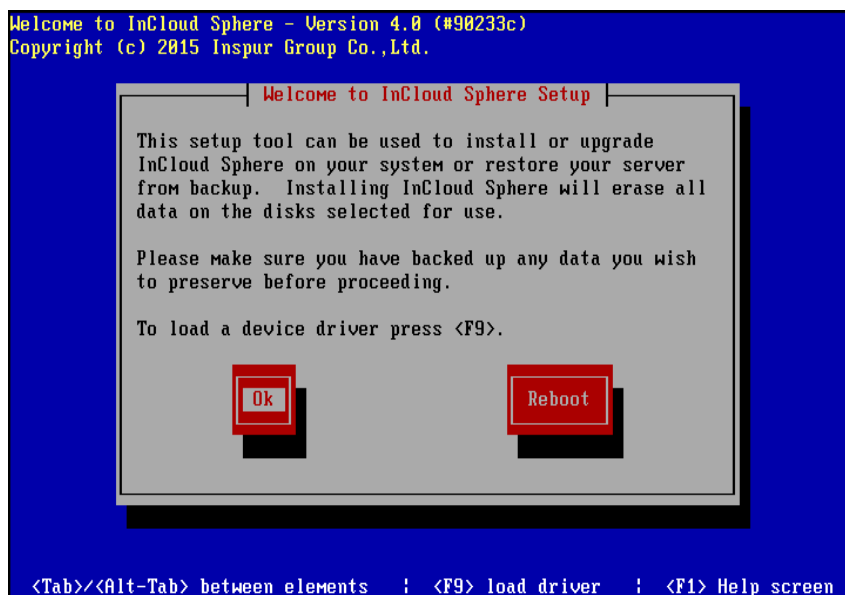 Welcome to InCloud Sphere - Version 4.0 (#90233c)
Copyright (c) 2015 Inspur Group Co.,Ltd.
Welcome to InCloud Sphere Setup
This setup tool can be used to install or upgrade
InCloud Sphere on your system or restore your server
from backup.  Installing InCloud Sphere will erase all
data on the disks selected for use.
Please make sure you have backed up any data you wish
to preserve before proceeding.
To load a device driver press <F9>.
Ok Reboot
<Tab>/<Alt-Tab> between elements ¦ <F9> load driver ¦ <F1> Help screen